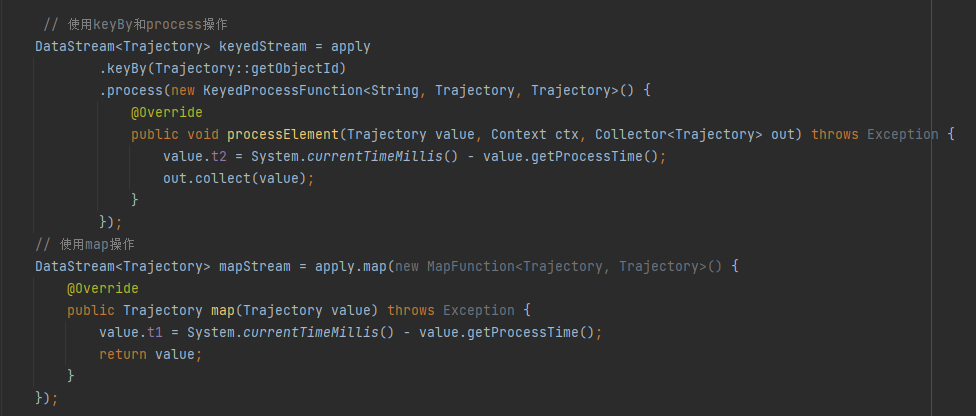 // 使用keyBy和process操作
DataStream<Trajectory> keyedStream = apply
.keyBy(Trajectory::getObjectId)
.process(new KeyedProcessFunction<String, Trajectory, Trajectory>() {
@Override
public void processElement(Trajectory value, Context ctx, Collector<Trajectory> out) throws Exception {
value.t2 = System.currentTimeMillis() - value.getProcessTime();
out.collect(value);
}
});
// 使用map操作
DataStream<Trajectory> mapStream = apply.map(new MapFunction<Trajectory, Trajectory>() {
@Override
public Trajectory map(Trajectory value) throws Exception {
value.t1 = System.currentTimeMillis() - value.getProcessTime();
return value;
}
});